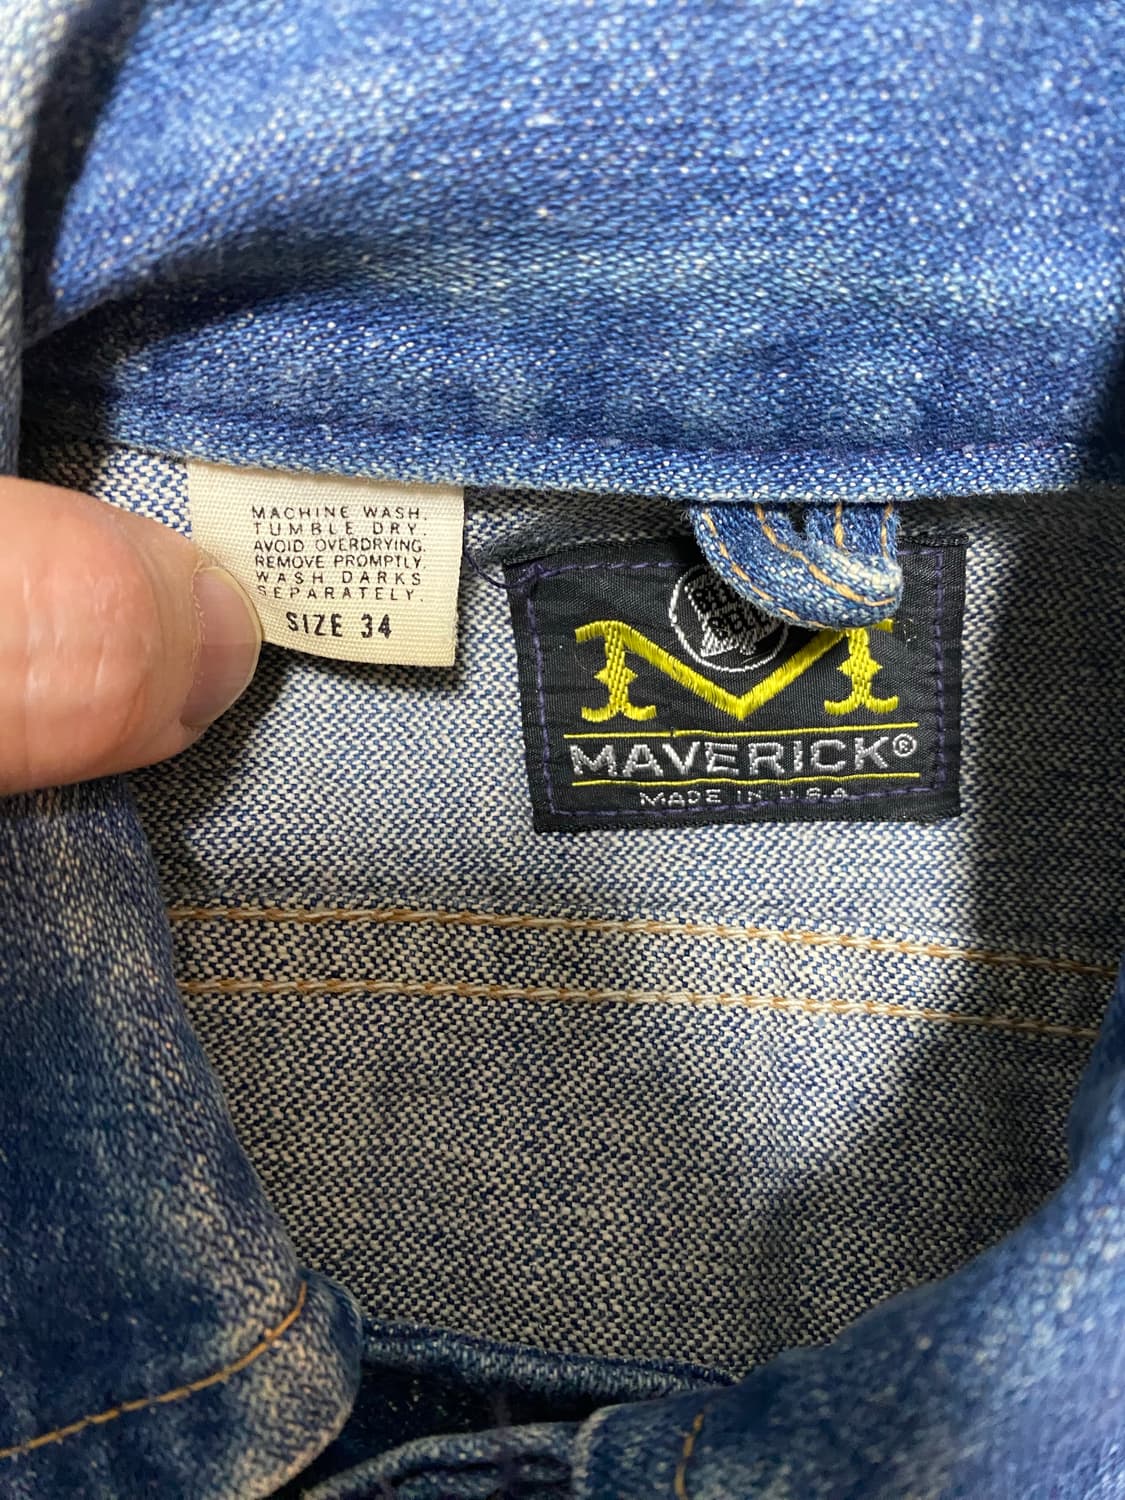 MACHINE WASH.
TUMBLE DRY.
AVOID OVERDRYING.
REMOVE PROMPTLY.
WASH DARKS
SEPARATELY.
SIZE 34
M
MAVERICK®
MADE IN U.S.A.